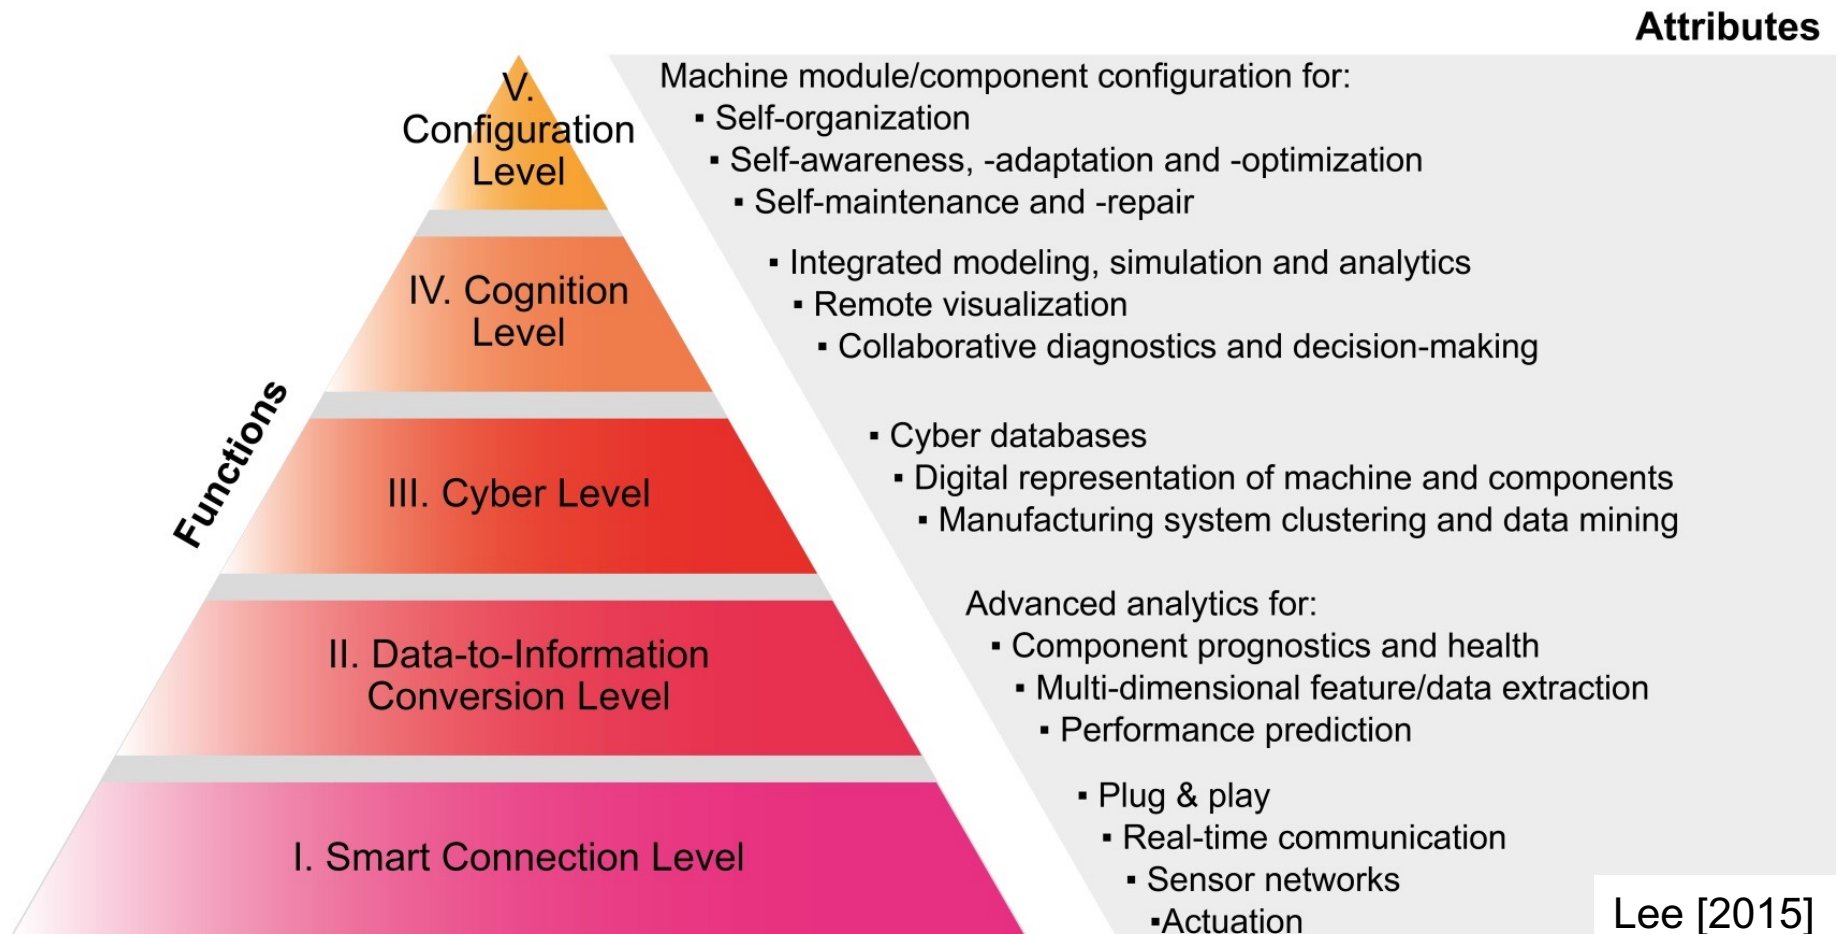 Attributes
V.
Configuration
Level
Machine module/component configuration for:
▪ Self-organization
▪ Self-awareness, -adaptation and -optimization
▪ Self-maintenance and -repair
IV. Cognition
Level
▪ Integrated modeling, simulation and analytics
▪ Remote visualization
▪ Collaborative diagnostics and decision-making
Functions
III. Cyber Level
▪ Cyber databases
▪ Digital representation of machine and components
▪ Manufacturing system clustering and data mining
II. Data-to-Information
Conversion Level
Advanced analytics for:
▪ Component prognostics and health
▪ Multi-dimensional feature/data extraction
▪ Performance prediction
I. Smart Connection Level
▪ Plug & play
▪ Real-time communication
▪ Sensor networks
▪Actuation
Lee [2015]